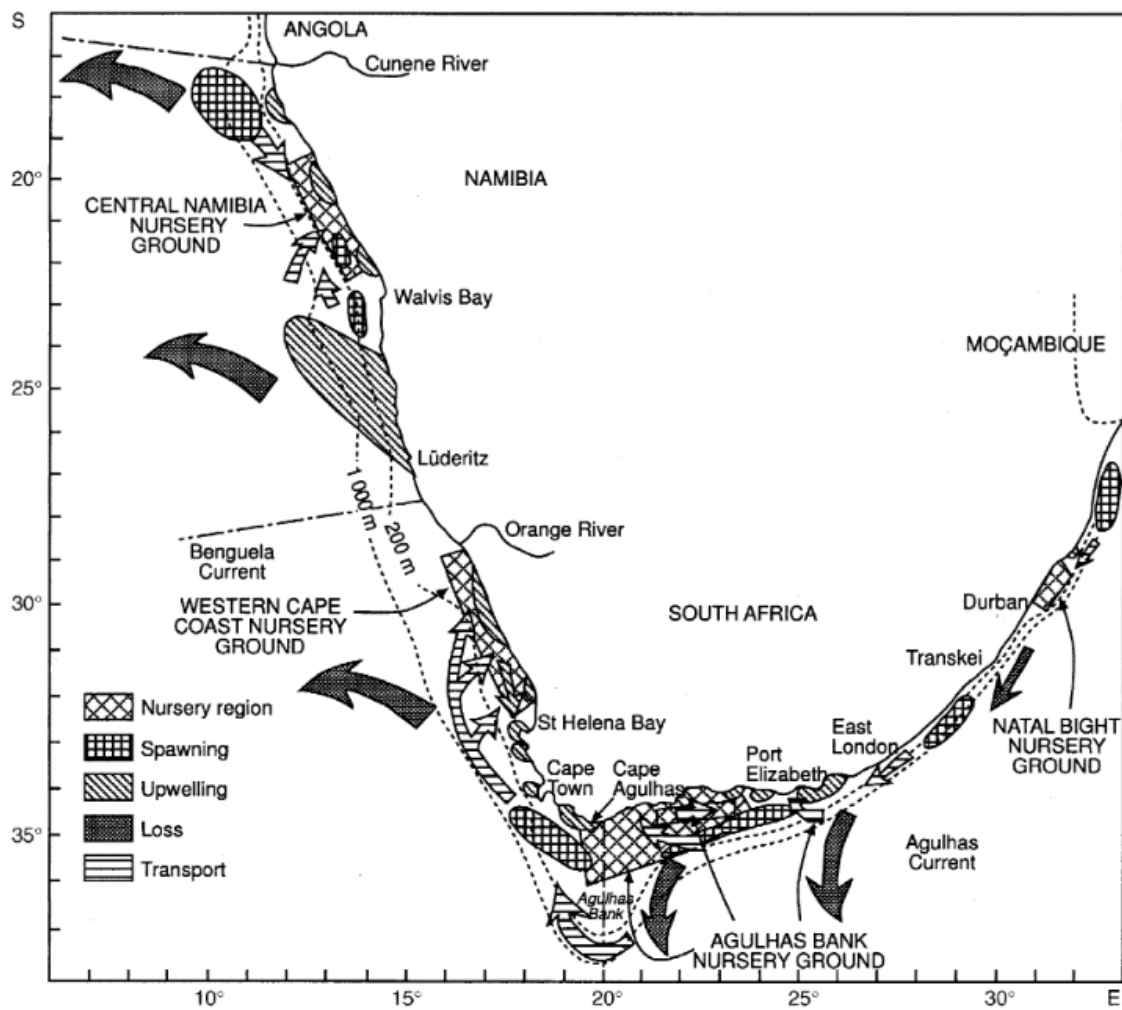 S
ANGOLA
Cunene River
20°
NAMIBIA
CENTRAL NAMIBIA
NURSERY
GROUND
Walvis Bay
MOÇAMBIQUE
25°
Lüderitz
1 000 m
200 m
Orange River
Benguela
Current
30°
WESTERN CAPE
COAST NURSERY
GROUND
SOUTH AFRICA
Durban
Transkei
Nursery region
Spawning
Upwelling
Loss
Transport
St Helena Bay
East
London
NATAL BIGHT
NURSERY
GROUND
Cape
Town
Cape
Agulhas
Port
Elizabeth
35°
Agulhas
Current
Agulhas
Bank
AGULHAS BANK
NURSERY GROUND
10°
15°
20°
25°
30°
E